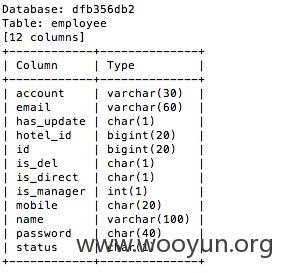 Database: dfb356db2
Table: employee
[12 columns]
+------------+--------------+
| Column | Type |
+------------+--------------+
| account | varchar(30) |
| email | varchar(60) |
| has_update | char(1) |
| hotel_id | bigint(20) |
| id | bigint(20) |
| is_del | char(1) |
| is_direct | char(1) |
| is_manager | int(1) |
| mobile | char(20) |
| name | varchar(100) |
| password | char(40) |
| status | char(1) |
+------------+--------------+
www.wooyun.org